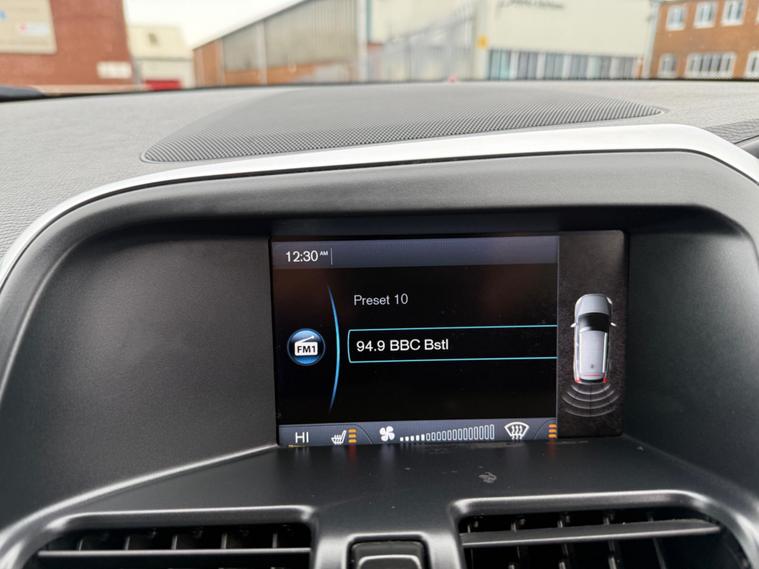 12:30 AM
Preset 10
FM1
94.9 BBC Bstl
HI